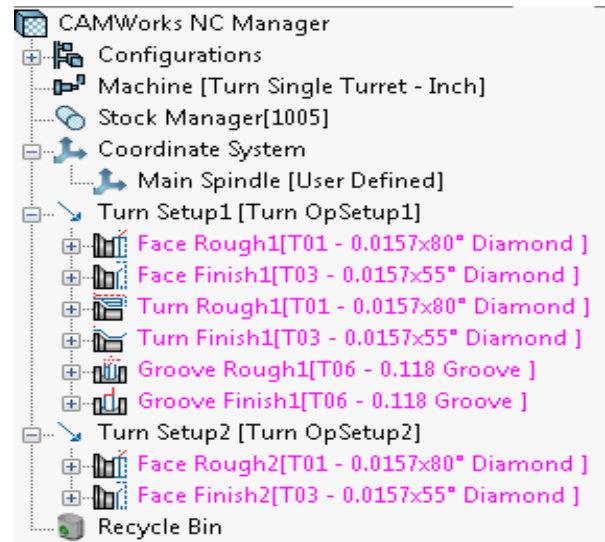 CAMWorks NC Manager
Configurations
Machine [Turn Single Turret - Inch]
Stock Manager[1005]
Coordinate System
Main Spindle [User Defined]
Turn Setup1 [Turn OpSetup1]
Face Rough1[T01 - 0.0157x80° Diamond ]
Face Finish1[T03 - 0.0157x55° Diamond ]
Turn Rough1[T01 - 0.0157x80° Diamond ]
Turn Finish1[T03 - 0.0157x55° Diamond ]
Groove Rough1[T06 - 0.118 Groove ]
Groove Finish1[T06 - 0.118 Groove ]
Turn Setup2 [Turn OpSetup2]
Face Rough2[T01 - 0.0157x80° Diamond ]
Face Finish2[T03 - 0.0157x55° Diamond ]
Recycle Bin